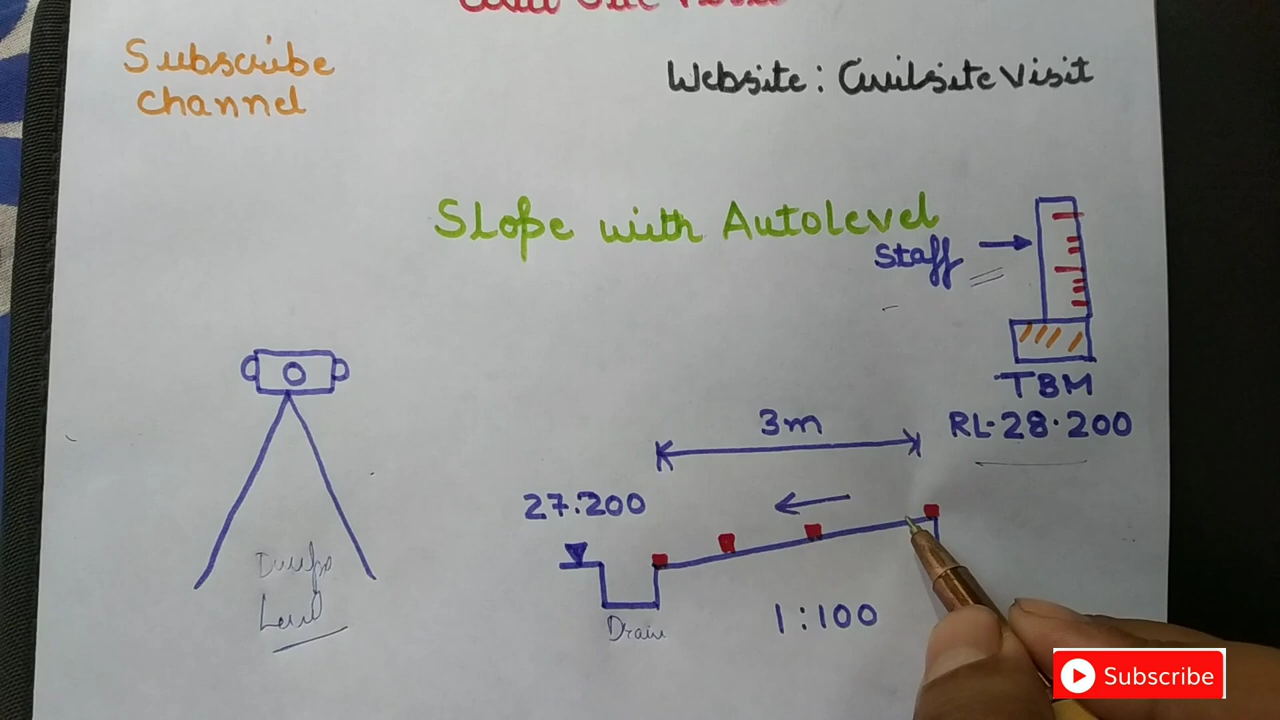 Subscribe
channel
Website : Civilsite Visit
Slope with Autolevel
Staff
TBM
RL.28.200
3m
27.200
1:100
Drain
Level
Subscribe